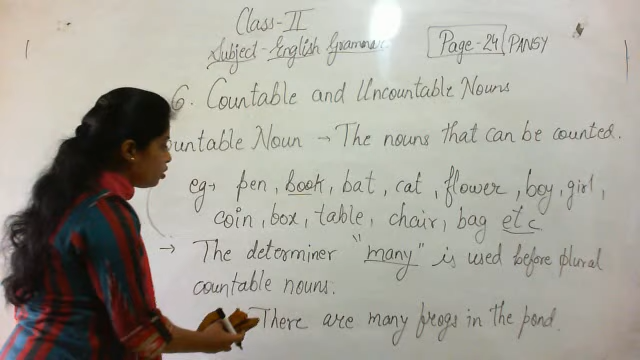 Class-II
Subject-English Grammar Page-24 PANSY
6. Countable and Uncountable Nouns
ountable Noun → The nouns that can be counted.
eg→ pen, book, bat, cat, flower, boy, girl,
coin, box, table, chair, bag etc
→ The determiner "many" is used before plural
countable nouns.
There are many frogs in the pond.